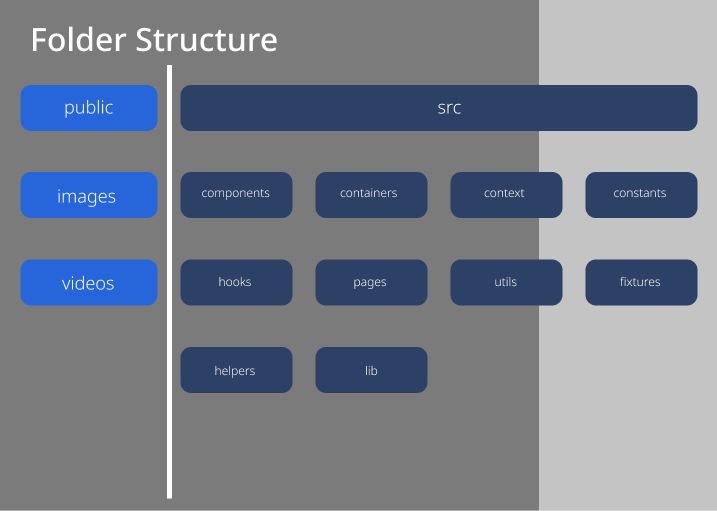 Folder Structure
public
src
images
components
containers
context
constants
videos
hooks
pages
utils
fixtures
helpers
lib